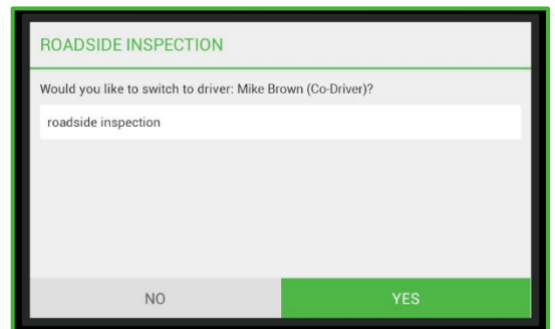 ROADSIDE INSPECTION
Would you like to switch to driver: Mike Brown (Co-Driver)?
roadside inspection
NO
YES